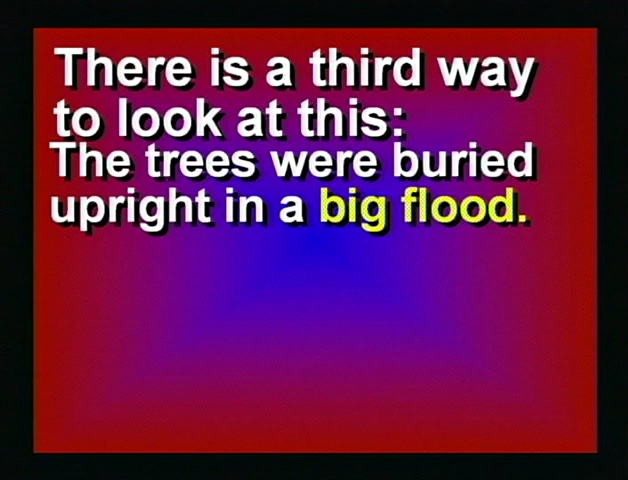 There is a third way
to look at this:
The trees were buried
upright in a big flood.